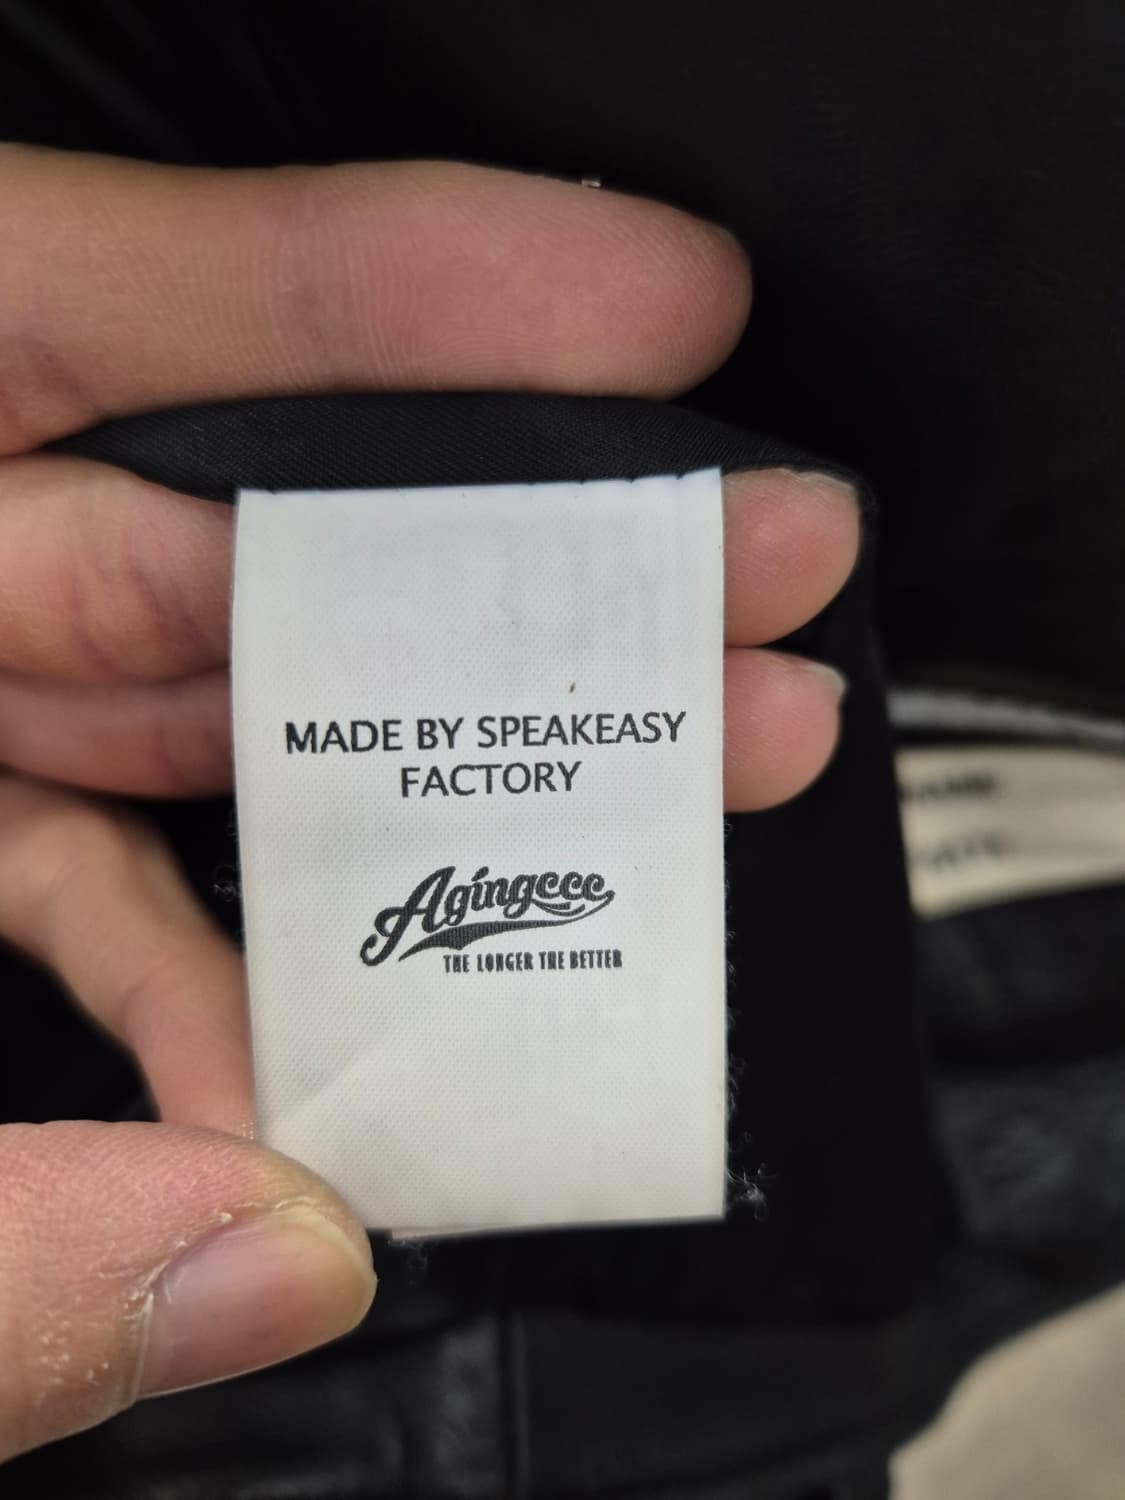 MADE BY SPEAKEASY
FACTORY
Agingccc
THE LONGER THE BETTER